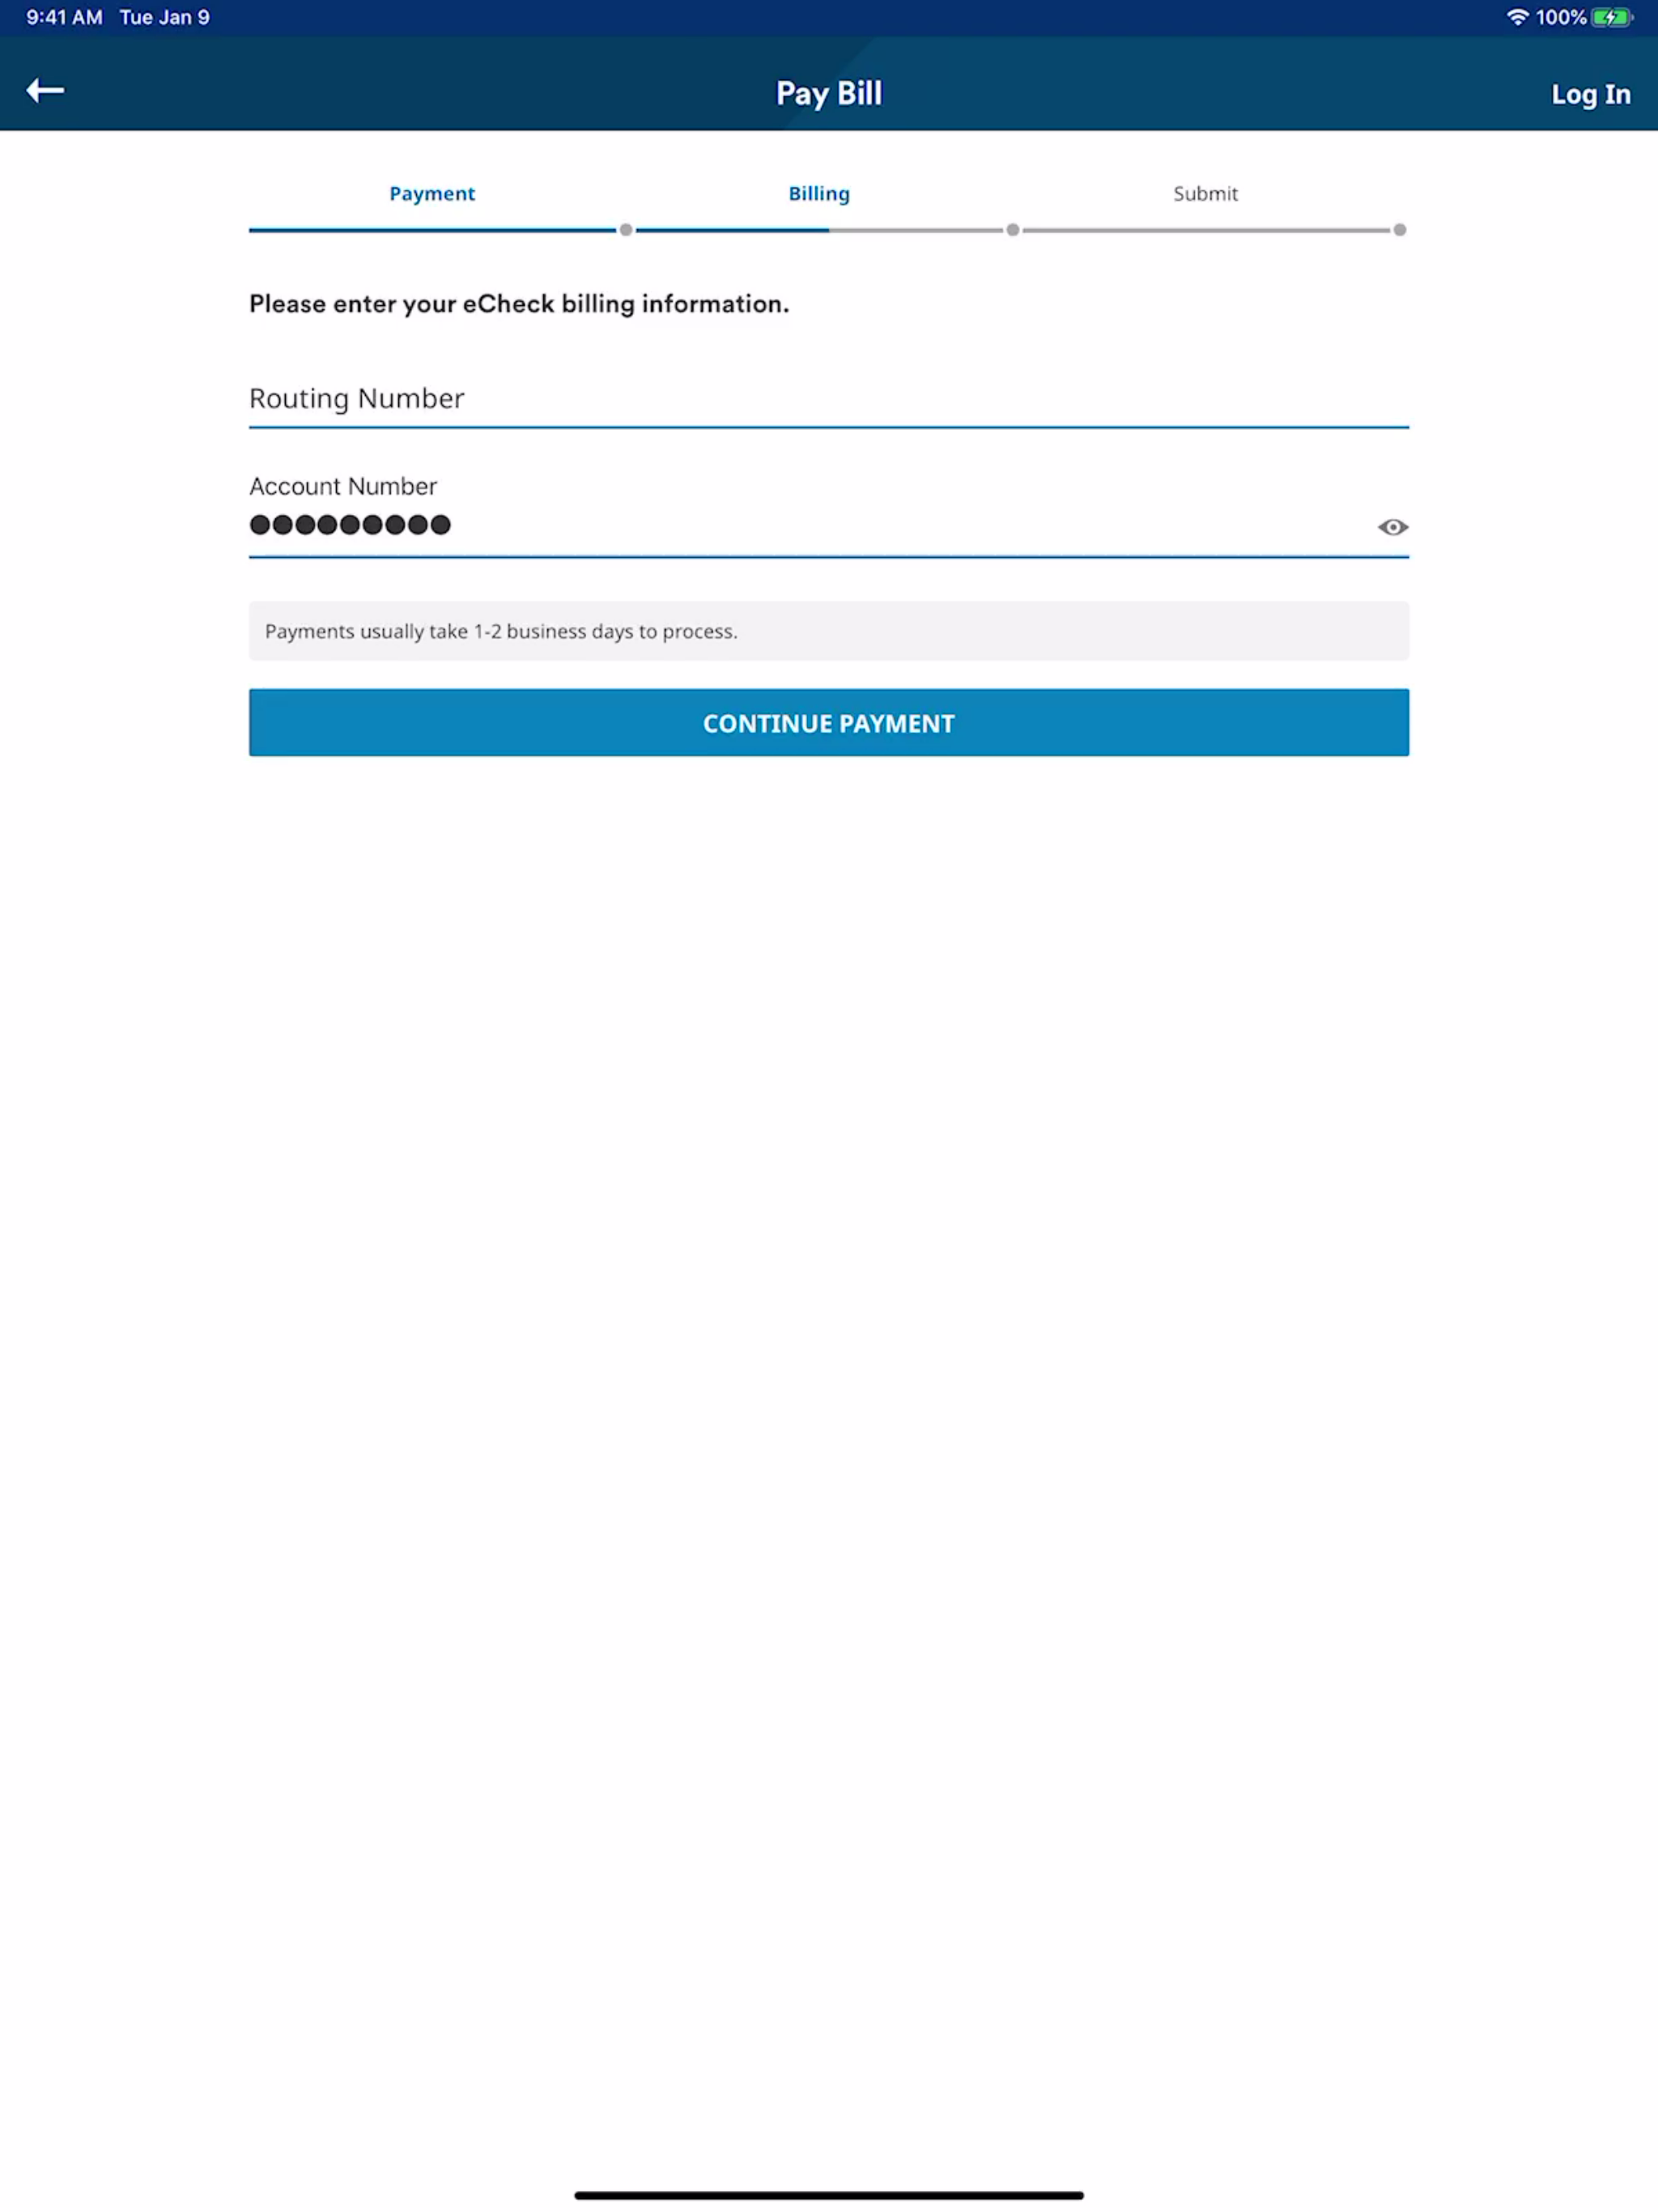 9:41 AM Tue Jan 9 100%
Pay Bill Log In
Payment Billing Submit
Please enter your eCheck billing information.
Routing Number
Account Number
●●●●●●●●●
Payments usually take 1-2 business days to process.
CONTINUE PAYMENT